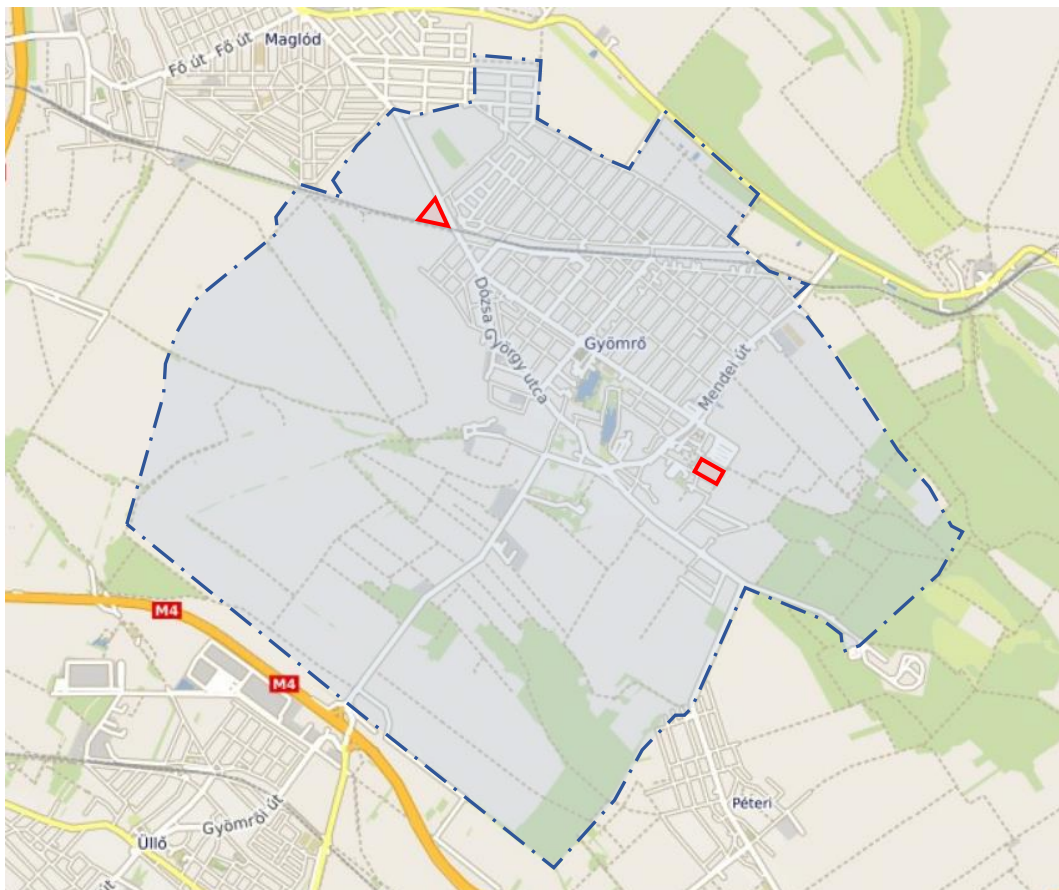 Maglód
Fő út
Fő út
Dózsa György utca
Gyömrő
Mendei út
M4
M4
Péteri
Gyömrői út
Üllő